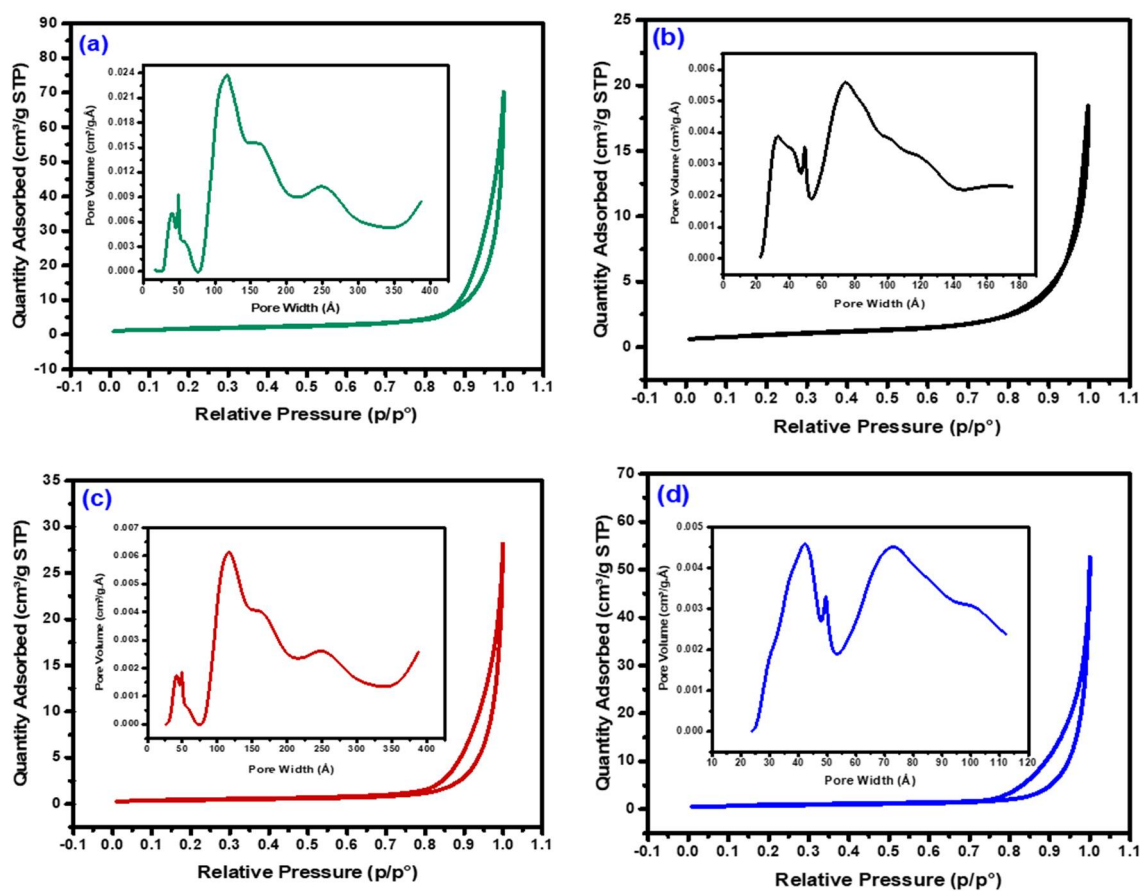 (a)
Quantity Adsorbed (cm³/g STP)
90
80
70
60
50
40
30
20
10
0
-10
-0.1 0.0 0.1 0.2 0.3 0.4 0.5 0.6 0.7 0.8 0.9 1.0 1.1
Relative Pressure (p/p°)
Pore Volume (cm³/g.Å)
0.024
0.021
0.018
0.015
0.012
0.009
0.006
0.003
0.000
0 50 100 150 200 250 300 350 400
Pore Width (Å)
(b)
Quantity Adsorbed (cm³/g STP)
25
20
15
10
5
0
-0.1 0.0 0.1 0.2 0.3 0.4 0.5 0.6 0.7 0.8 0.9 1.0 1.1
Relative Pressure (p/p°)
Pore Volume (cm³/g.Å)
0.006
0.005
0.004
0.003
0.002
0.001
0.000
0 20 40 60 80 100 120 140 160 180
Pore Width (Å)
(c)
Quantity Adsorbed (cm³/g STP)
35
30
25
20
15
10
5
0
-0.1 0.0 0.1 0.2 0.3 0.4 0.5 0.6 0.7 0.8 0.9 1.0 1.1
Relative Pressure (p/p°)
Pore Volume (cm³/g.Å)
0.007
0.006
0.005
0.004
0.003
0.002
0.001
0.000
0 50 100 150 200 250 300 350 400
Pore Width (Å)
(d)
Quantity Adsorbed (cm³/g STP)
70
60
50
40
30
20
10
0
-0.1 0.0 0.1 0.2 0.3 0.4 0.5 0.6 0.7 0.8 0.9 1.0 1.1
Relative Pressure (p/p°)
Pore Volume (cm³/g.Å)
0.005
0.004
0.003
0.002
0.001
0.000
10 20 30 40 50 60 70 80 90 100 110 120
Pore Width (Å)